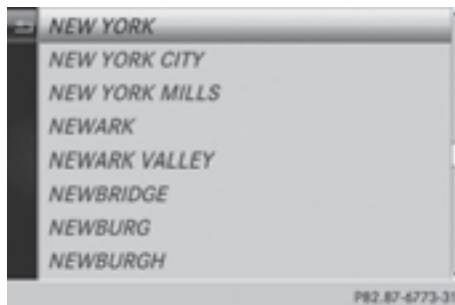 NEW YORK
NEW YORK CITY
NEW YORK MILLS
NEWARK
NEWARK VALLEY
NEWBRIDGE
NEWBURG
NEWBURGH
P82.87-6773-31